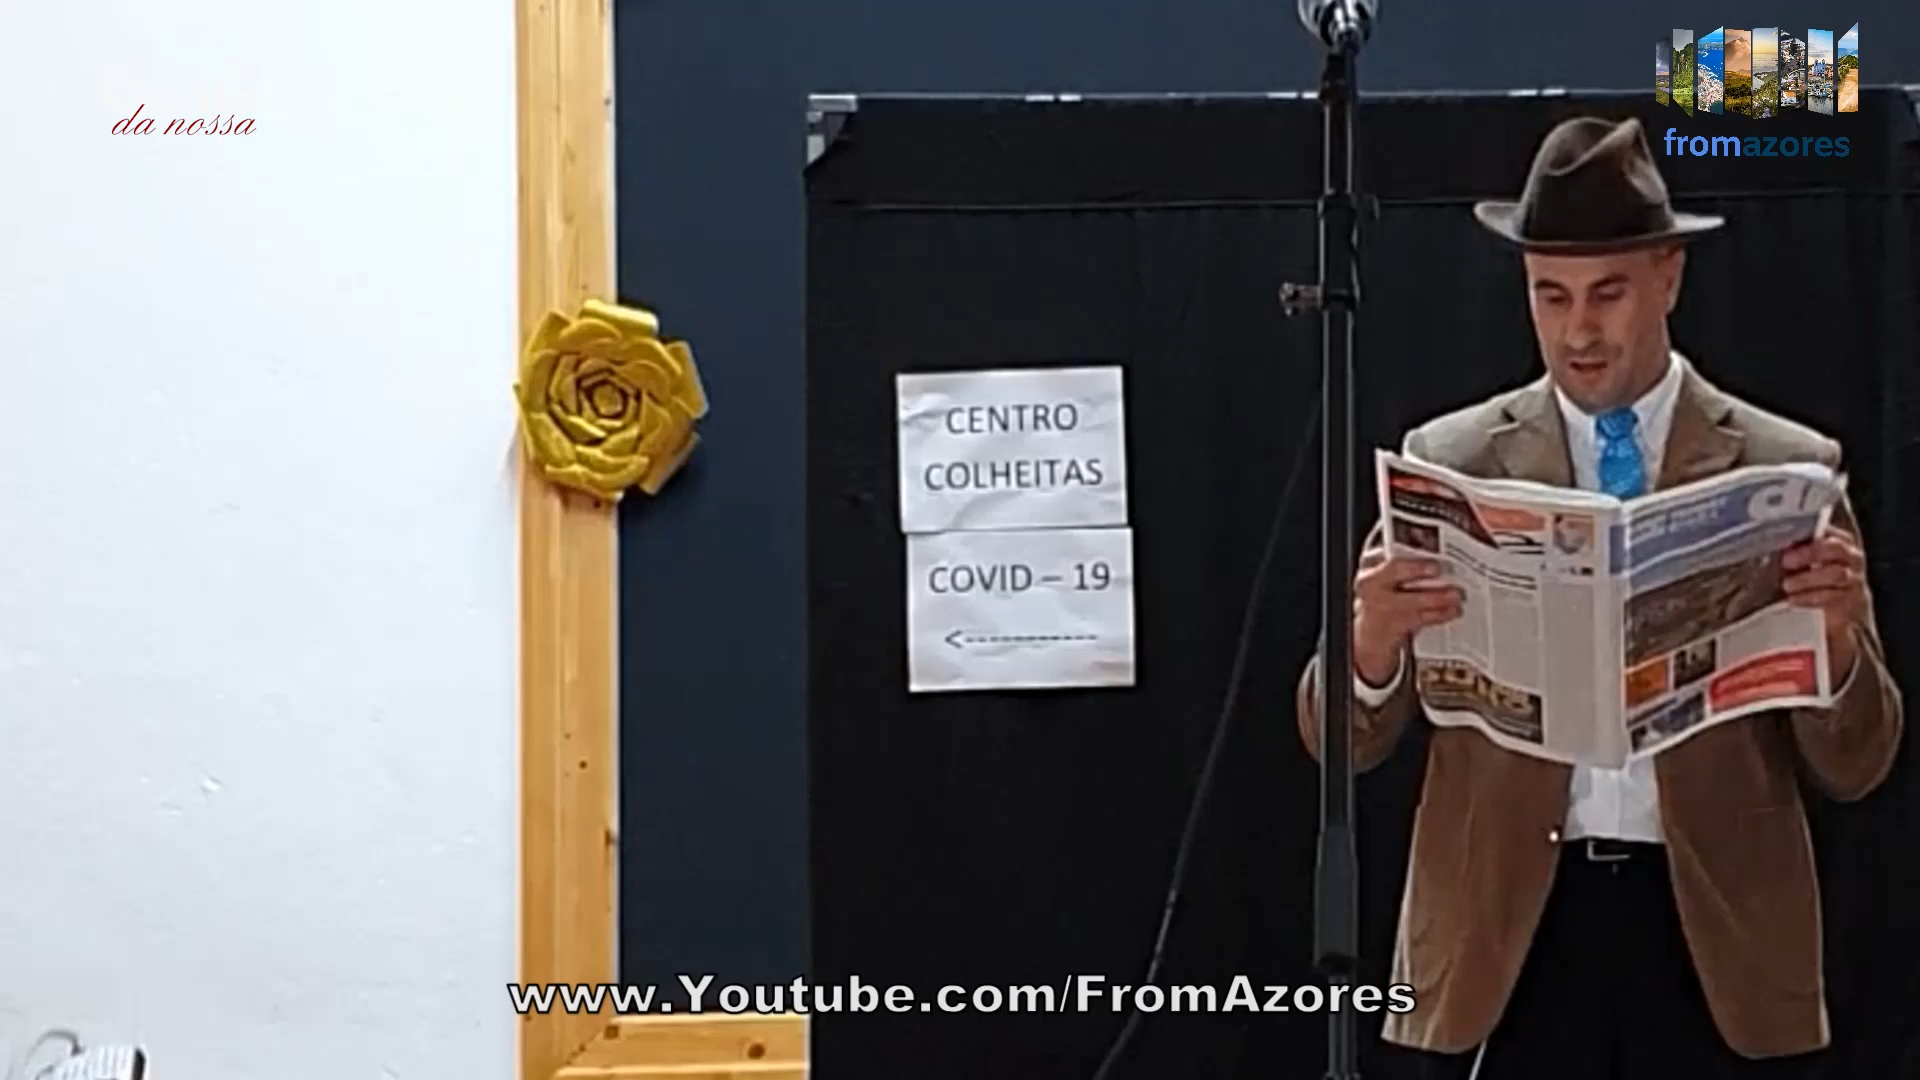 da nossa
fromazores
CENTRO
COLHEITAS
COVID – 19
www.Youtube.com/FromAzores